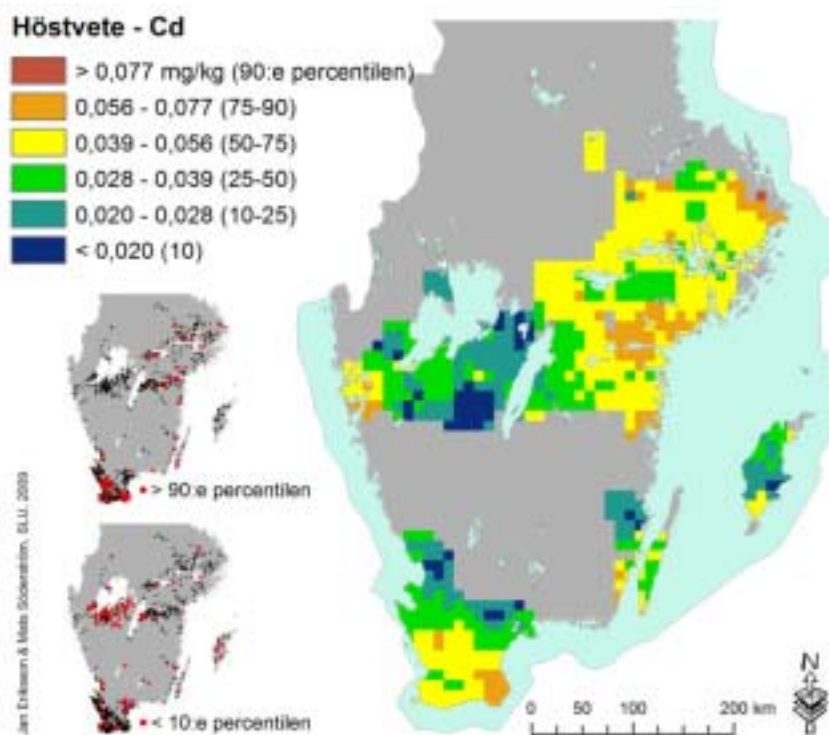 Höstvete - Cd
> 0,077 mg/kg (90:e percentilen)
0,056 - 0,077 (75-90)
0,039 - 0,056 (50-75)
0,028 - 0,039 (25-50)
0,020 - 0,028 (10-25)
< 0,020 (10)
> 90:e percentilen
< 10:e percentilen
Jan Eriksson & Mats Söderström, SLU, 2009
N
0 50 100 200 km